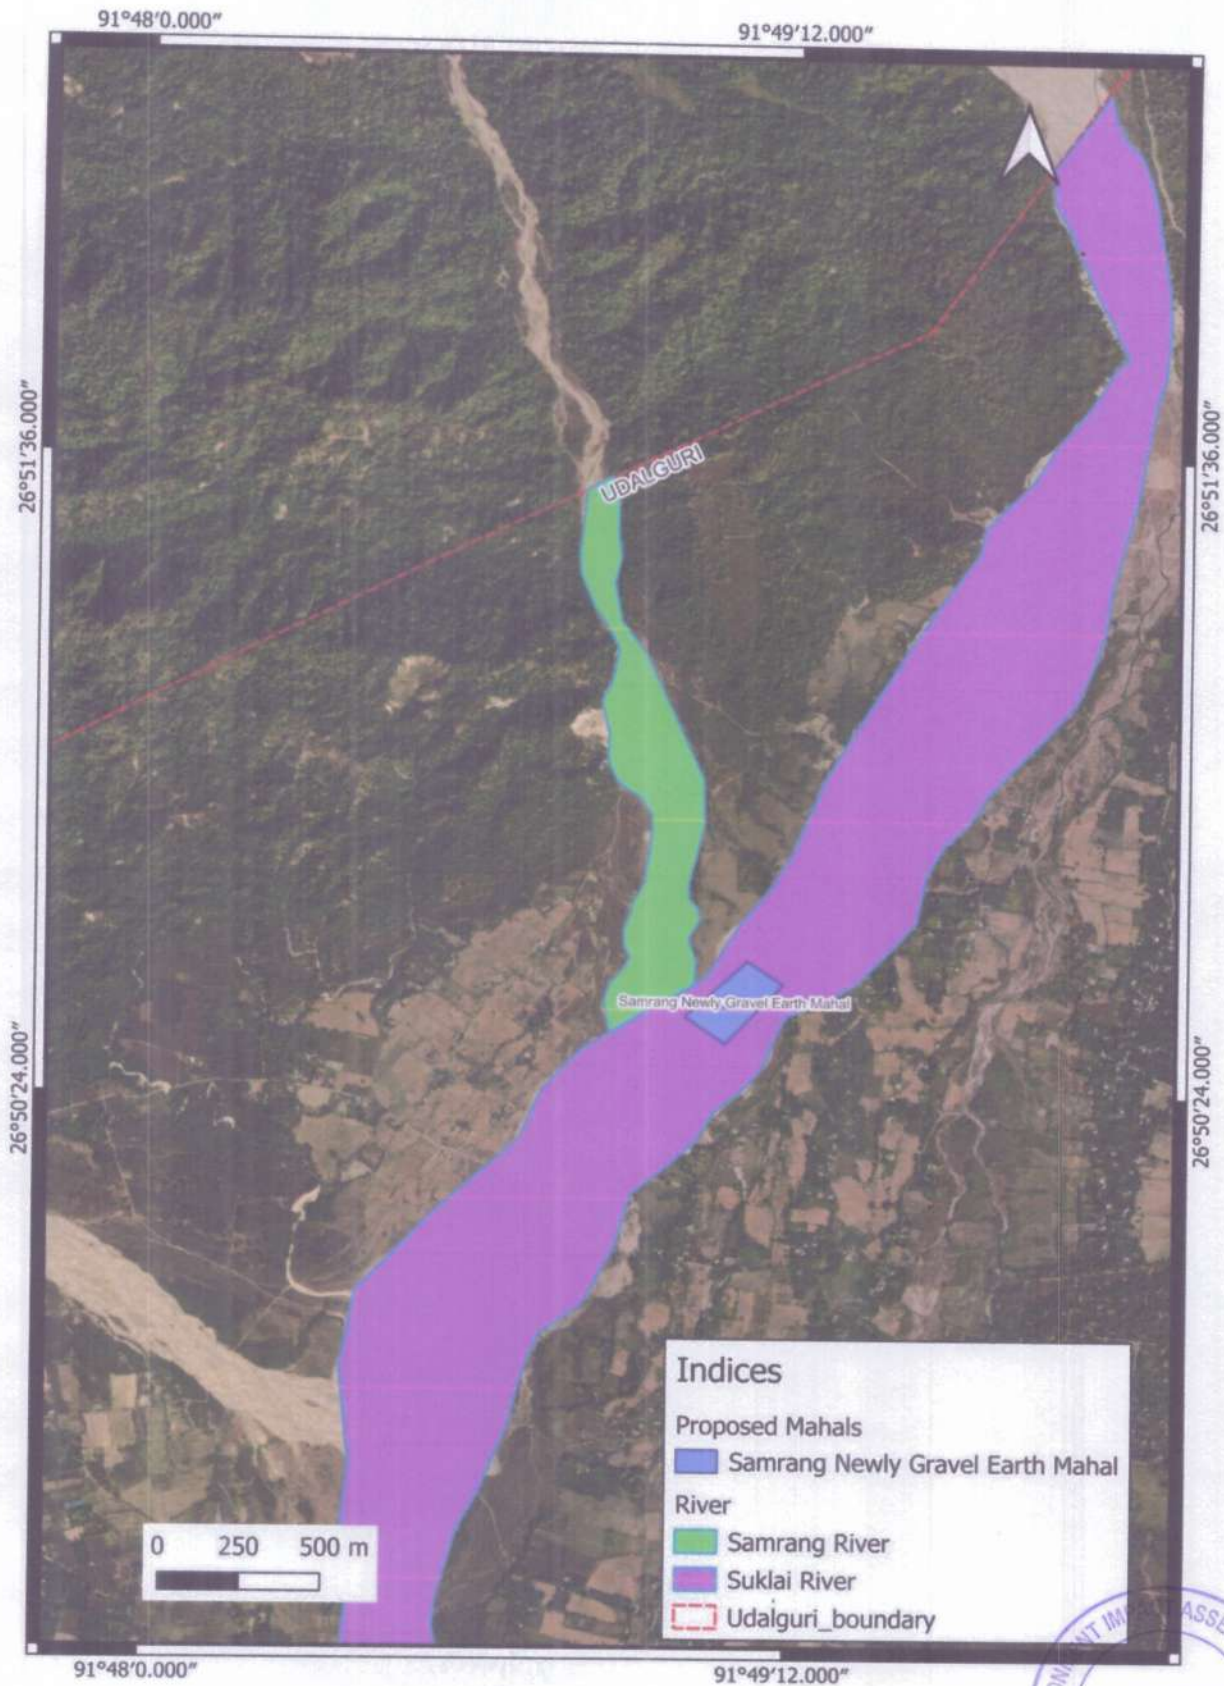 91°48'0.000"
91°49'12.000"
26°51'36.000"
26°51'36.000"
UDALGURI
Samrang Newly Gravel Earth Mahal
26°50'24.000"
26°50'24.000"
Indices
Proposed Mahals
Samrang Newly Gravel Earth Mahal
River
Samrang River
Suklai River
Udalguri_boundary
0 250 500 m
91°48'0.000"
91°49'12.000"